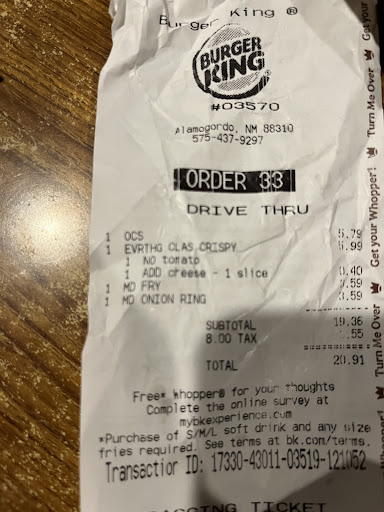 Burger King ®
BURGER
KING
#03570
Alamogordo, NM 88310
575-437-9297
ORDER 33
DRIVE THRU
1 OCS 5.79
1 EVRTHG CLAS CRISPY 5.99
1 No tomato
1 ADD cheese - 1 slice 0.40
1 MD FRY 3.59
1 MD ONION RING 3.59
SUBTOTAL 19.36
8.00 TAX 1.55
TOTAL 20.91
Free* Whopper® for your thoughts
Complete the online survey at
mybkexperience.com
*Purchase of S/M/L soft drink and any size
fries required. See terms at bk.com/terms.
Transaction ID: 17330-43011-03519-121052
TICKET
Turn Me Over
Get your Whopper!
Turn Me Over
Get your